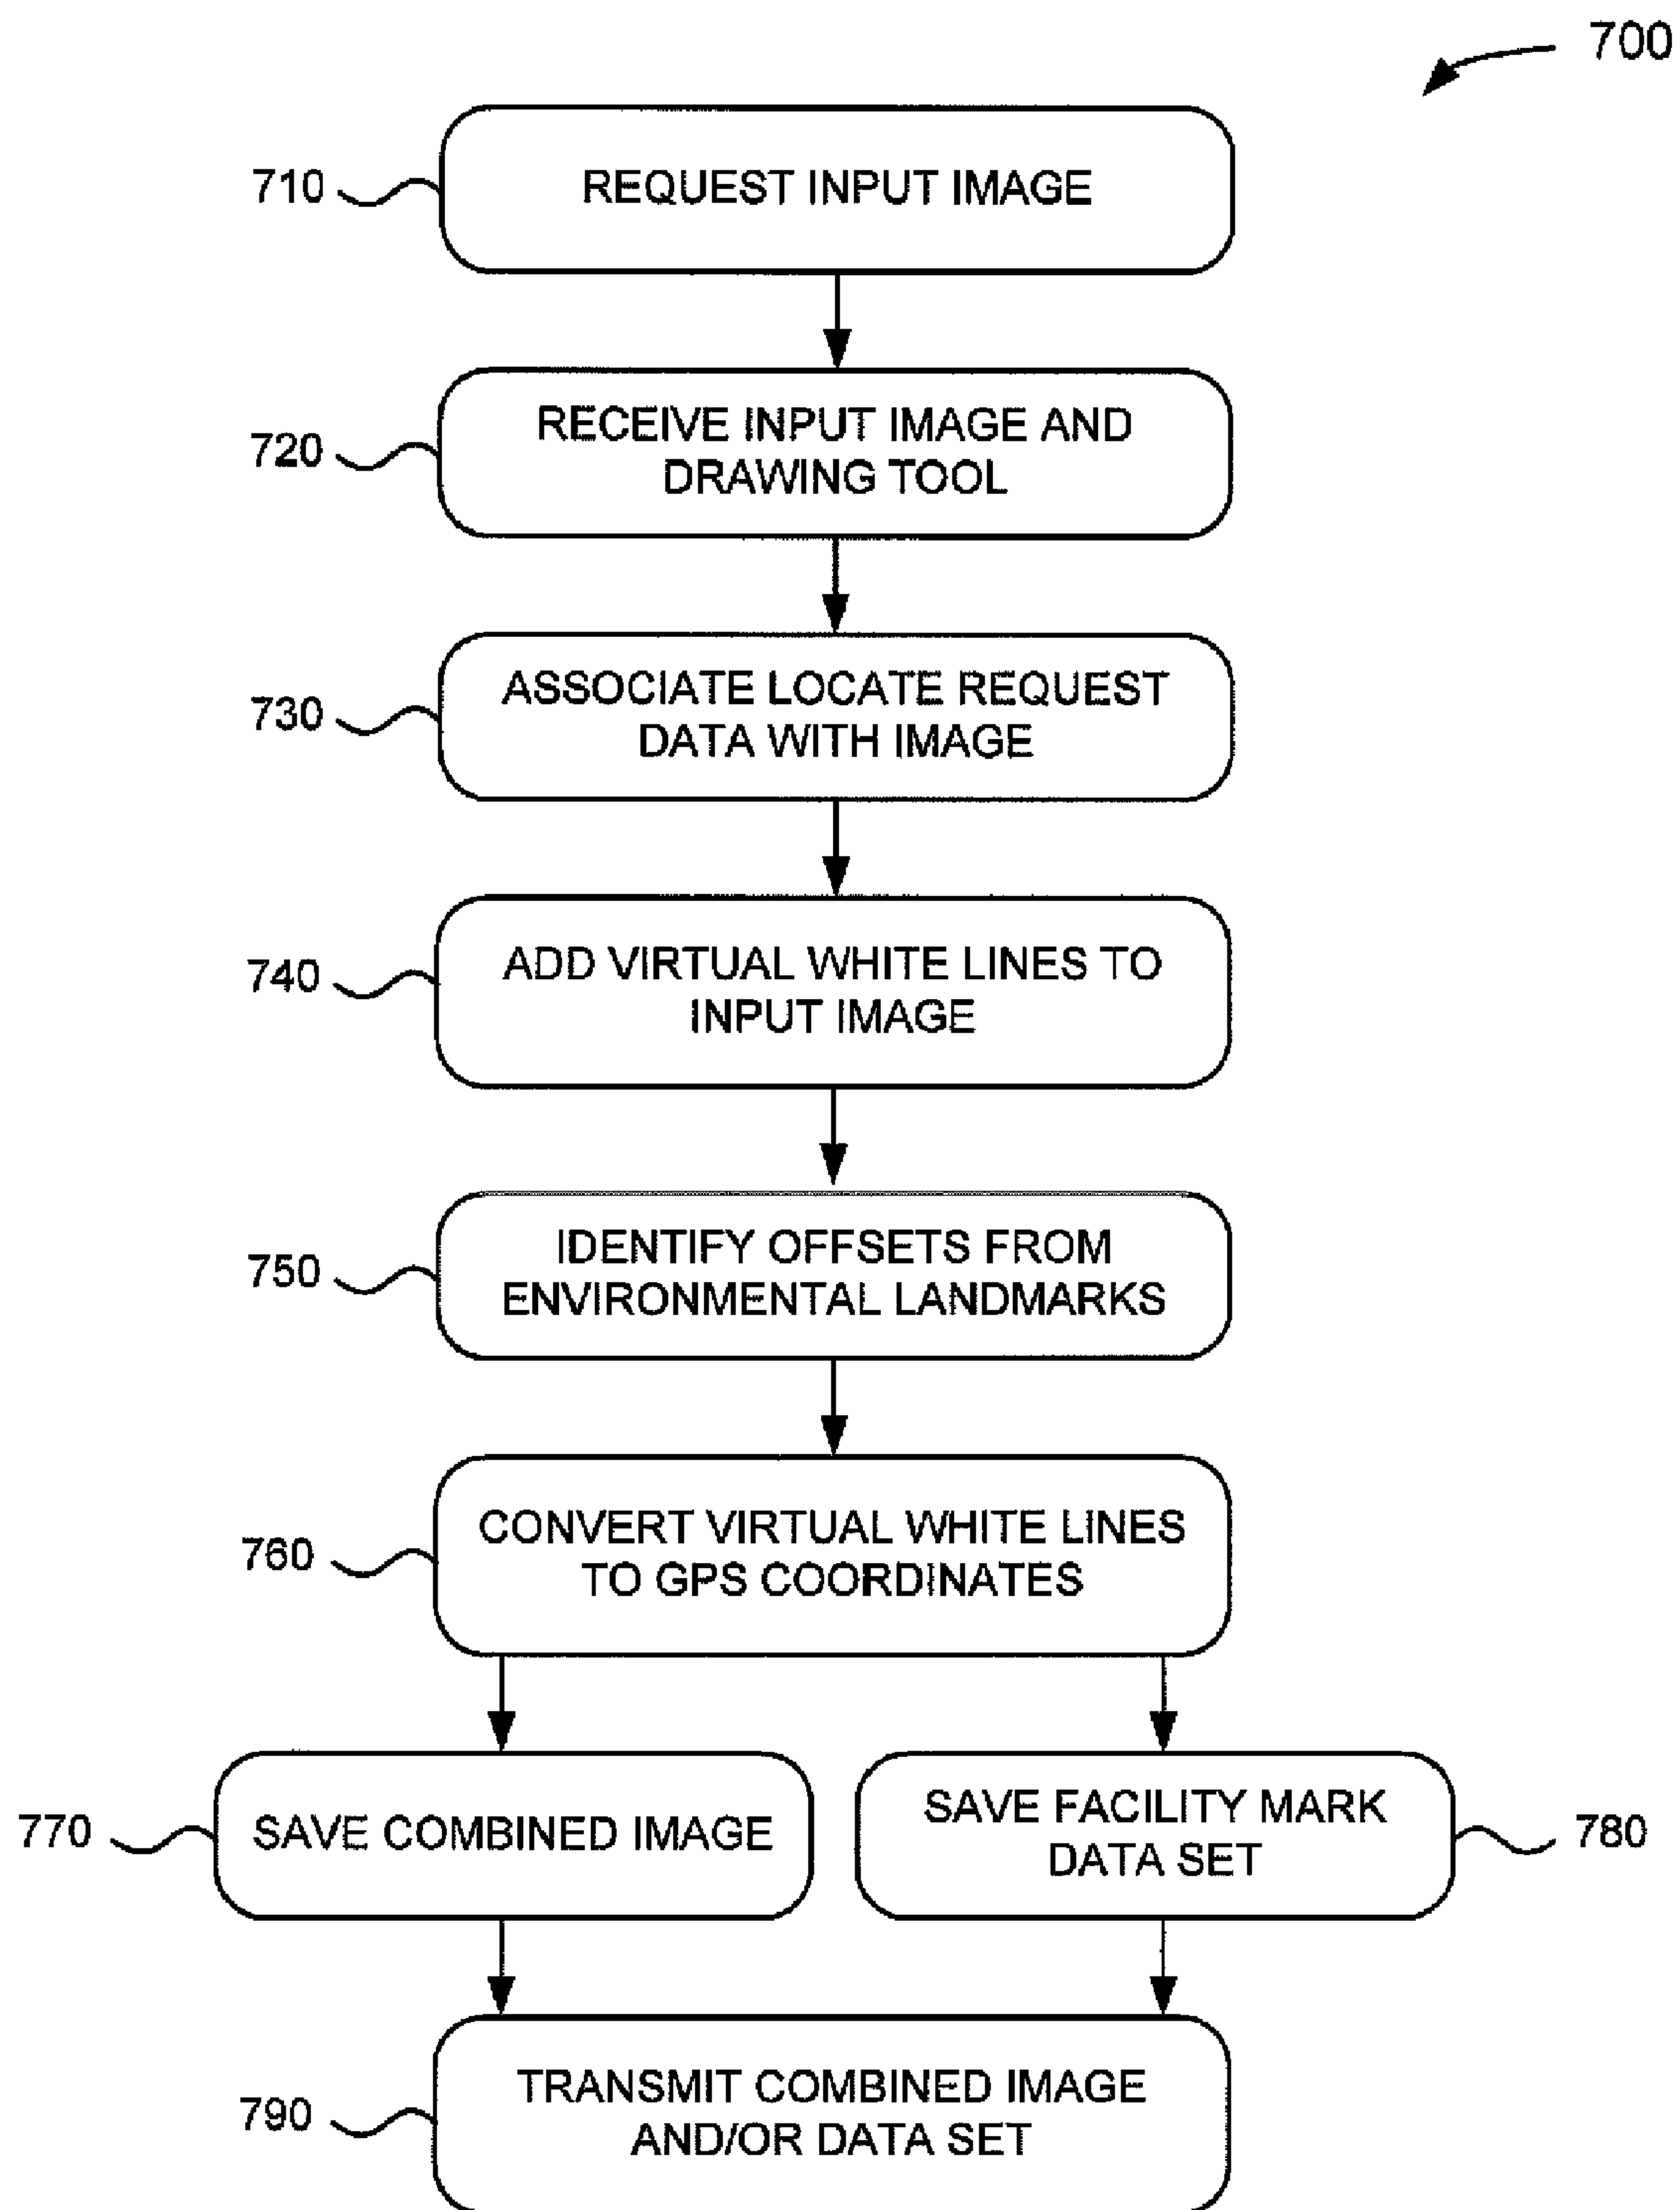 700
710
REQUEST INPUT IMAGE
720
RECEIVE INPUT IMAGE AND
DRAWING TOOL
730
ASSOCIATE LOCATE REQUEST
DATA WITH IMAGE
740
ADD VIRTUAL WHITE LINES TO
INPUT IMAGE
750
IDENTIFY OFFSETS FROM
ENVIRONMENTAL LANDMARKS
760
CONVERT VIRTUAL WHITE LINES
TO GPS COORDINATES
770
SAVE COMBINED IMAGE
SAVE FACILITY MARK
DATA SET
780
790
TRANSMIT COMBINED IMAGE
AND/OR DATA SET